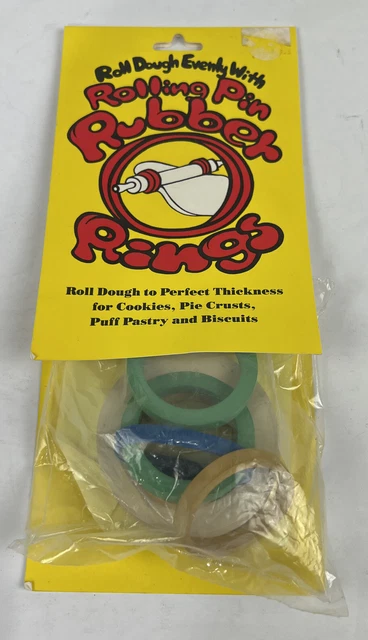 Roll Dough Evenly With
Rolling Pin
Rubber
Rings
Roll Dough to Perfect Thickness
for Cookies, Pie Crusts,
Puff Pastry and Biscuits